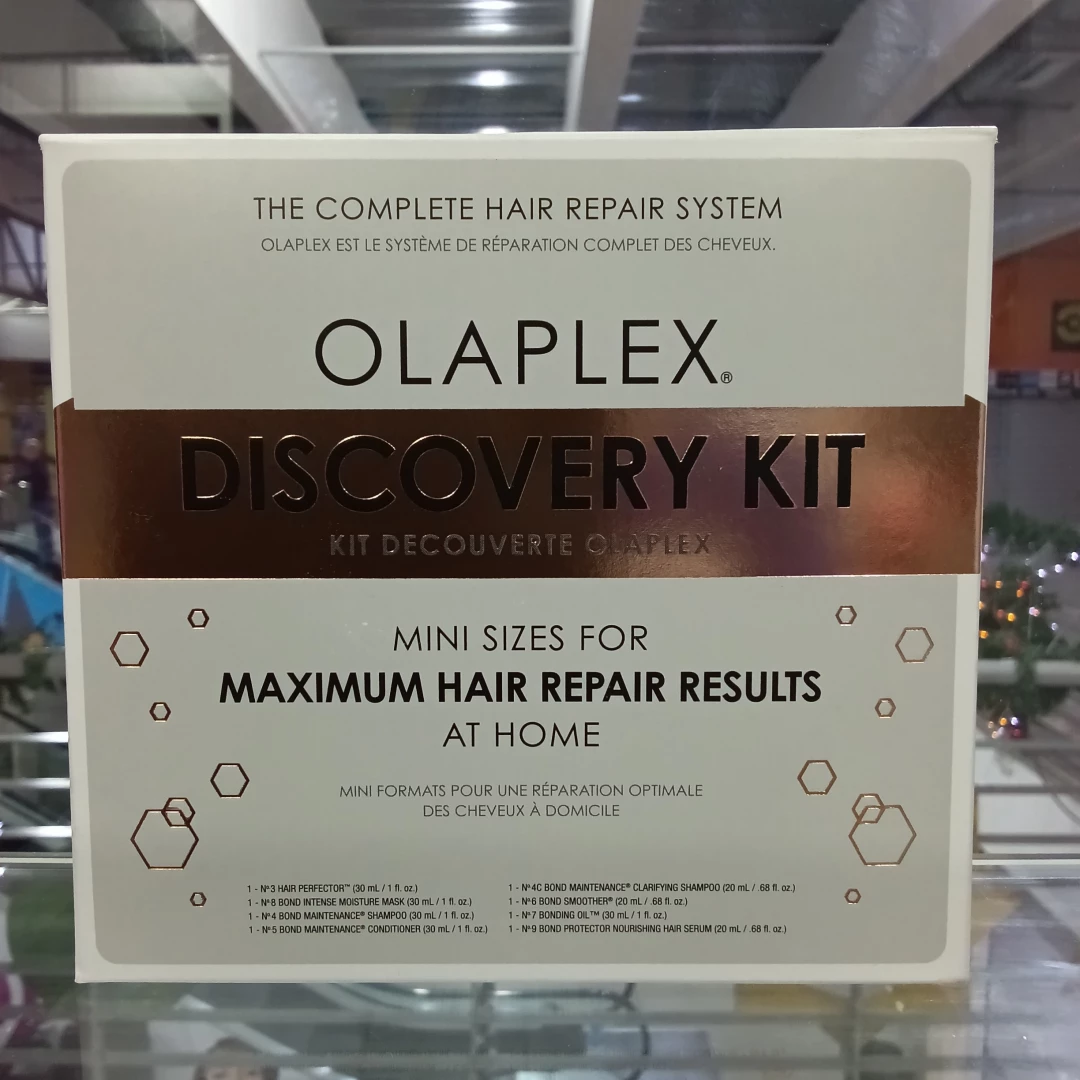 THE COMPLETE HAIR REPAIR SYSTEM
OLAPLEX EST LE SYSTÈME DE RÉPARATION COMPLET DES CHEVEUX.
OLAPLEX®
DISCOVERY KIT
KIT DECOUVERTE OLAPLEX
MINI SIZES FOR
MAXIMUM HAIR REPAIR RESULTS
AT HOME
MINI FORMATS POUR UNE RÉPARATION OPTIMALE
DES CHEVEUX À DOMICILE
1 - Nº3 HAIR PERFECTOR™ (30 mL / 1 fl. oz.)
1 - Nº8 BOND INTENSE MOISTURE MASK (30 mL / 1 fl. oz.)
1 - Nº4 BOND MAINTENANCE® SHAMPOO (30 mL / 1 fl. oz.)
1 - Nº5 BOND MAINTENANCE® CONDITIONER (30 mL / 1 fl. oz.)
1 - Nº4C BOND MAINTENANCE® CLARIFYING SHAMPOO (20 mL / .68 fl. oz.)
1 - Nº6 BOND SMOOTHER® (20 mL / .68 fl. oz.)
1 - Nº7 BONDING OIL™ (30 mL / 1 fl. oz.)
1 - Nº9 BOND PROTECTOR NOURISHING HAIR SERUM (20 mL / .68 fl. oz.)